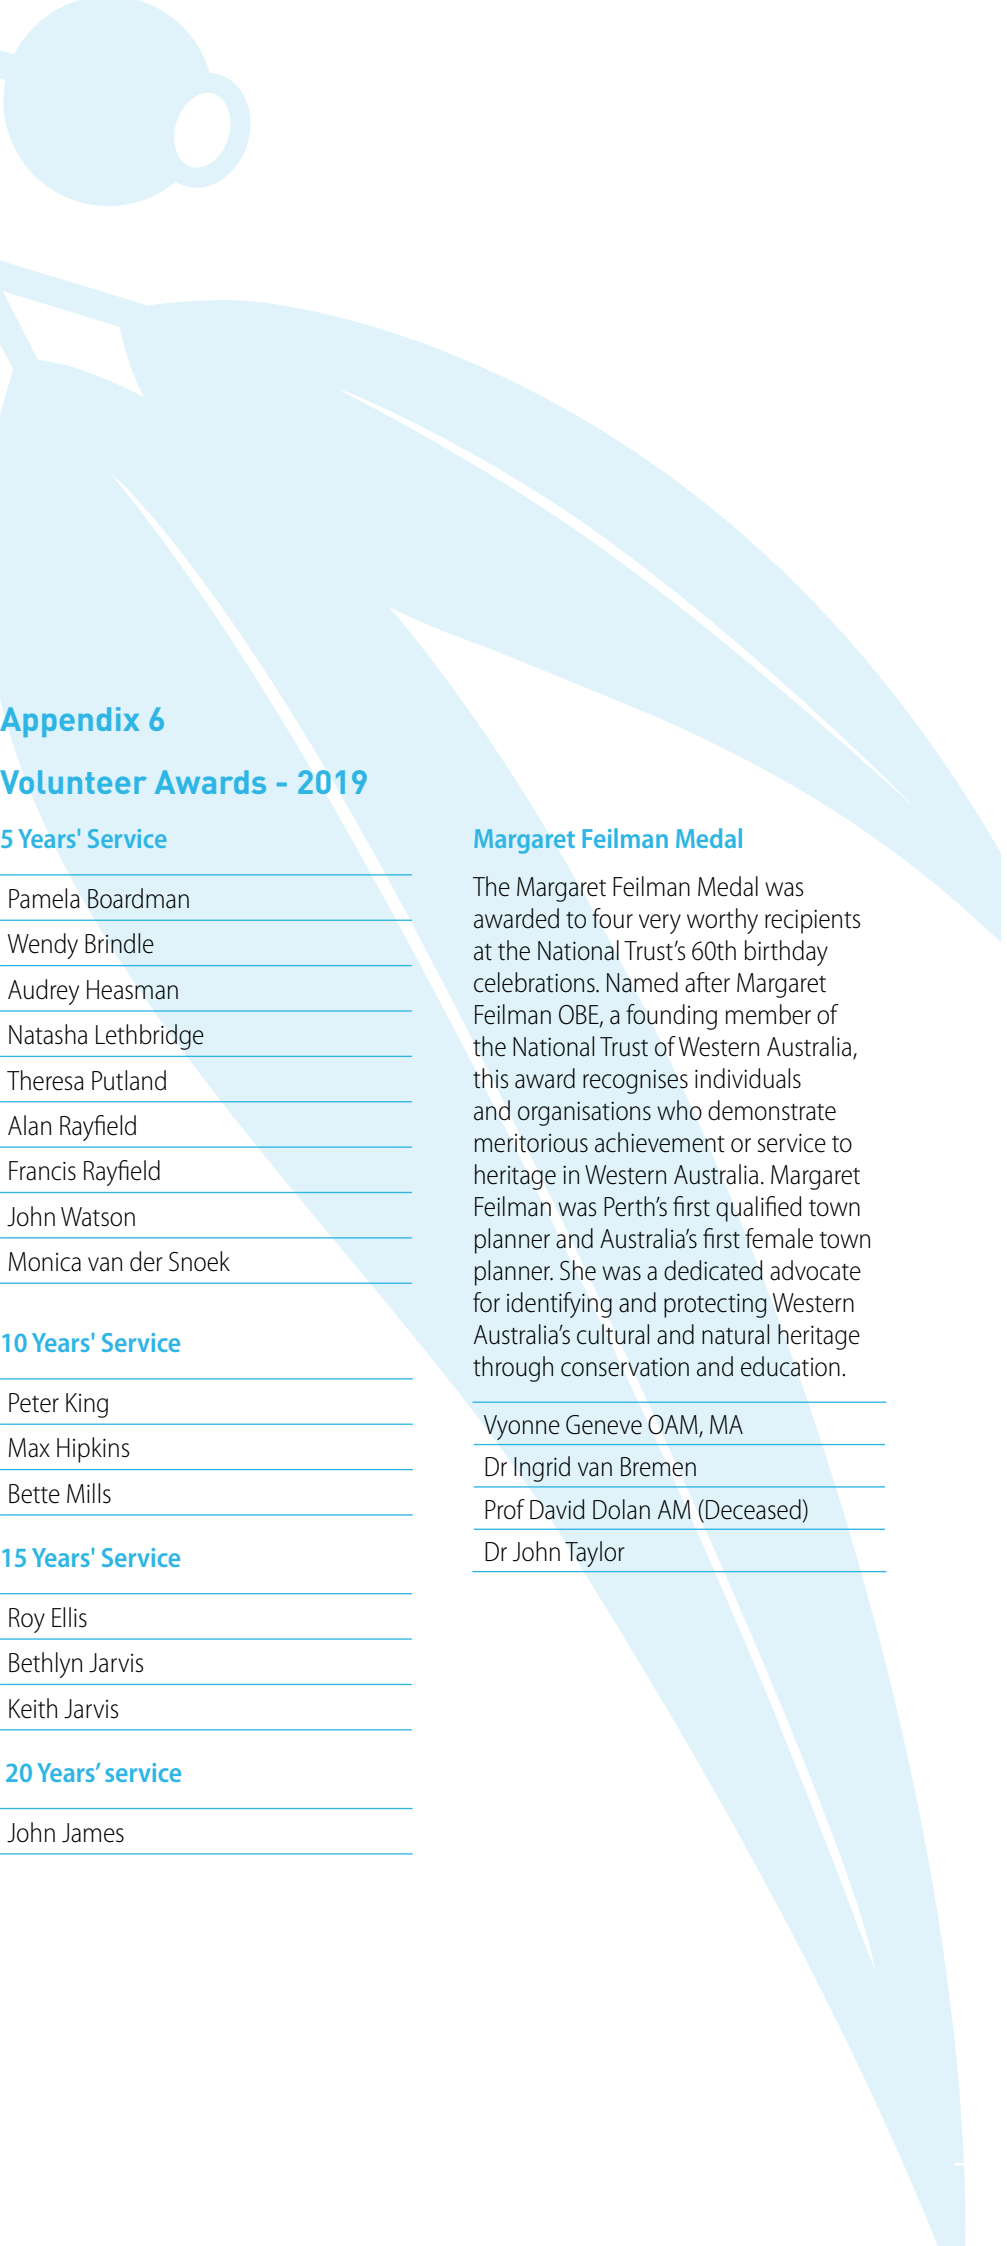 Appendix 6
Volunteer Awards - 2019
5 Years' Service
Pamela Boardman
Wendy Brindle
Audrey Heasman
Natasha Lethbridge
Theresa Putland
Alan Rayfield
Francis Rayfield
John Watson
Monica van der Snoek
10 Years' Service
Peter King
Max Hipkins
Bette Mills
15 Years' Service
Roy Ellis
Bethlyn Jarvis
Keith Jarvis
20 Years’ service
John James
Margaret Feilman Medal
The Margaret Feilman Medal was
awarded to four very worthy recipients
at the National Trust’s 60th birthday
celebrations. Named after Margaret
Feilman OBE, a founding member of
the National Trust of Western Australia,
this award recognises individuals
and organisations who demonstrate
meritorious achievement or service to
heritage in Western Australia. Margaret
Feilman was Perth’s first qualified town
planner and Australia’s first female town
planner. She was a dedicated advocate
for identifying and protecting Western
Australia’s cultural and natural heritage
through conservation and education.
Vyonne Geneve OAM, MA
Dr Ingrid van Bremen
Prof David Dolan AM (Deceased)
Dr John Taylor